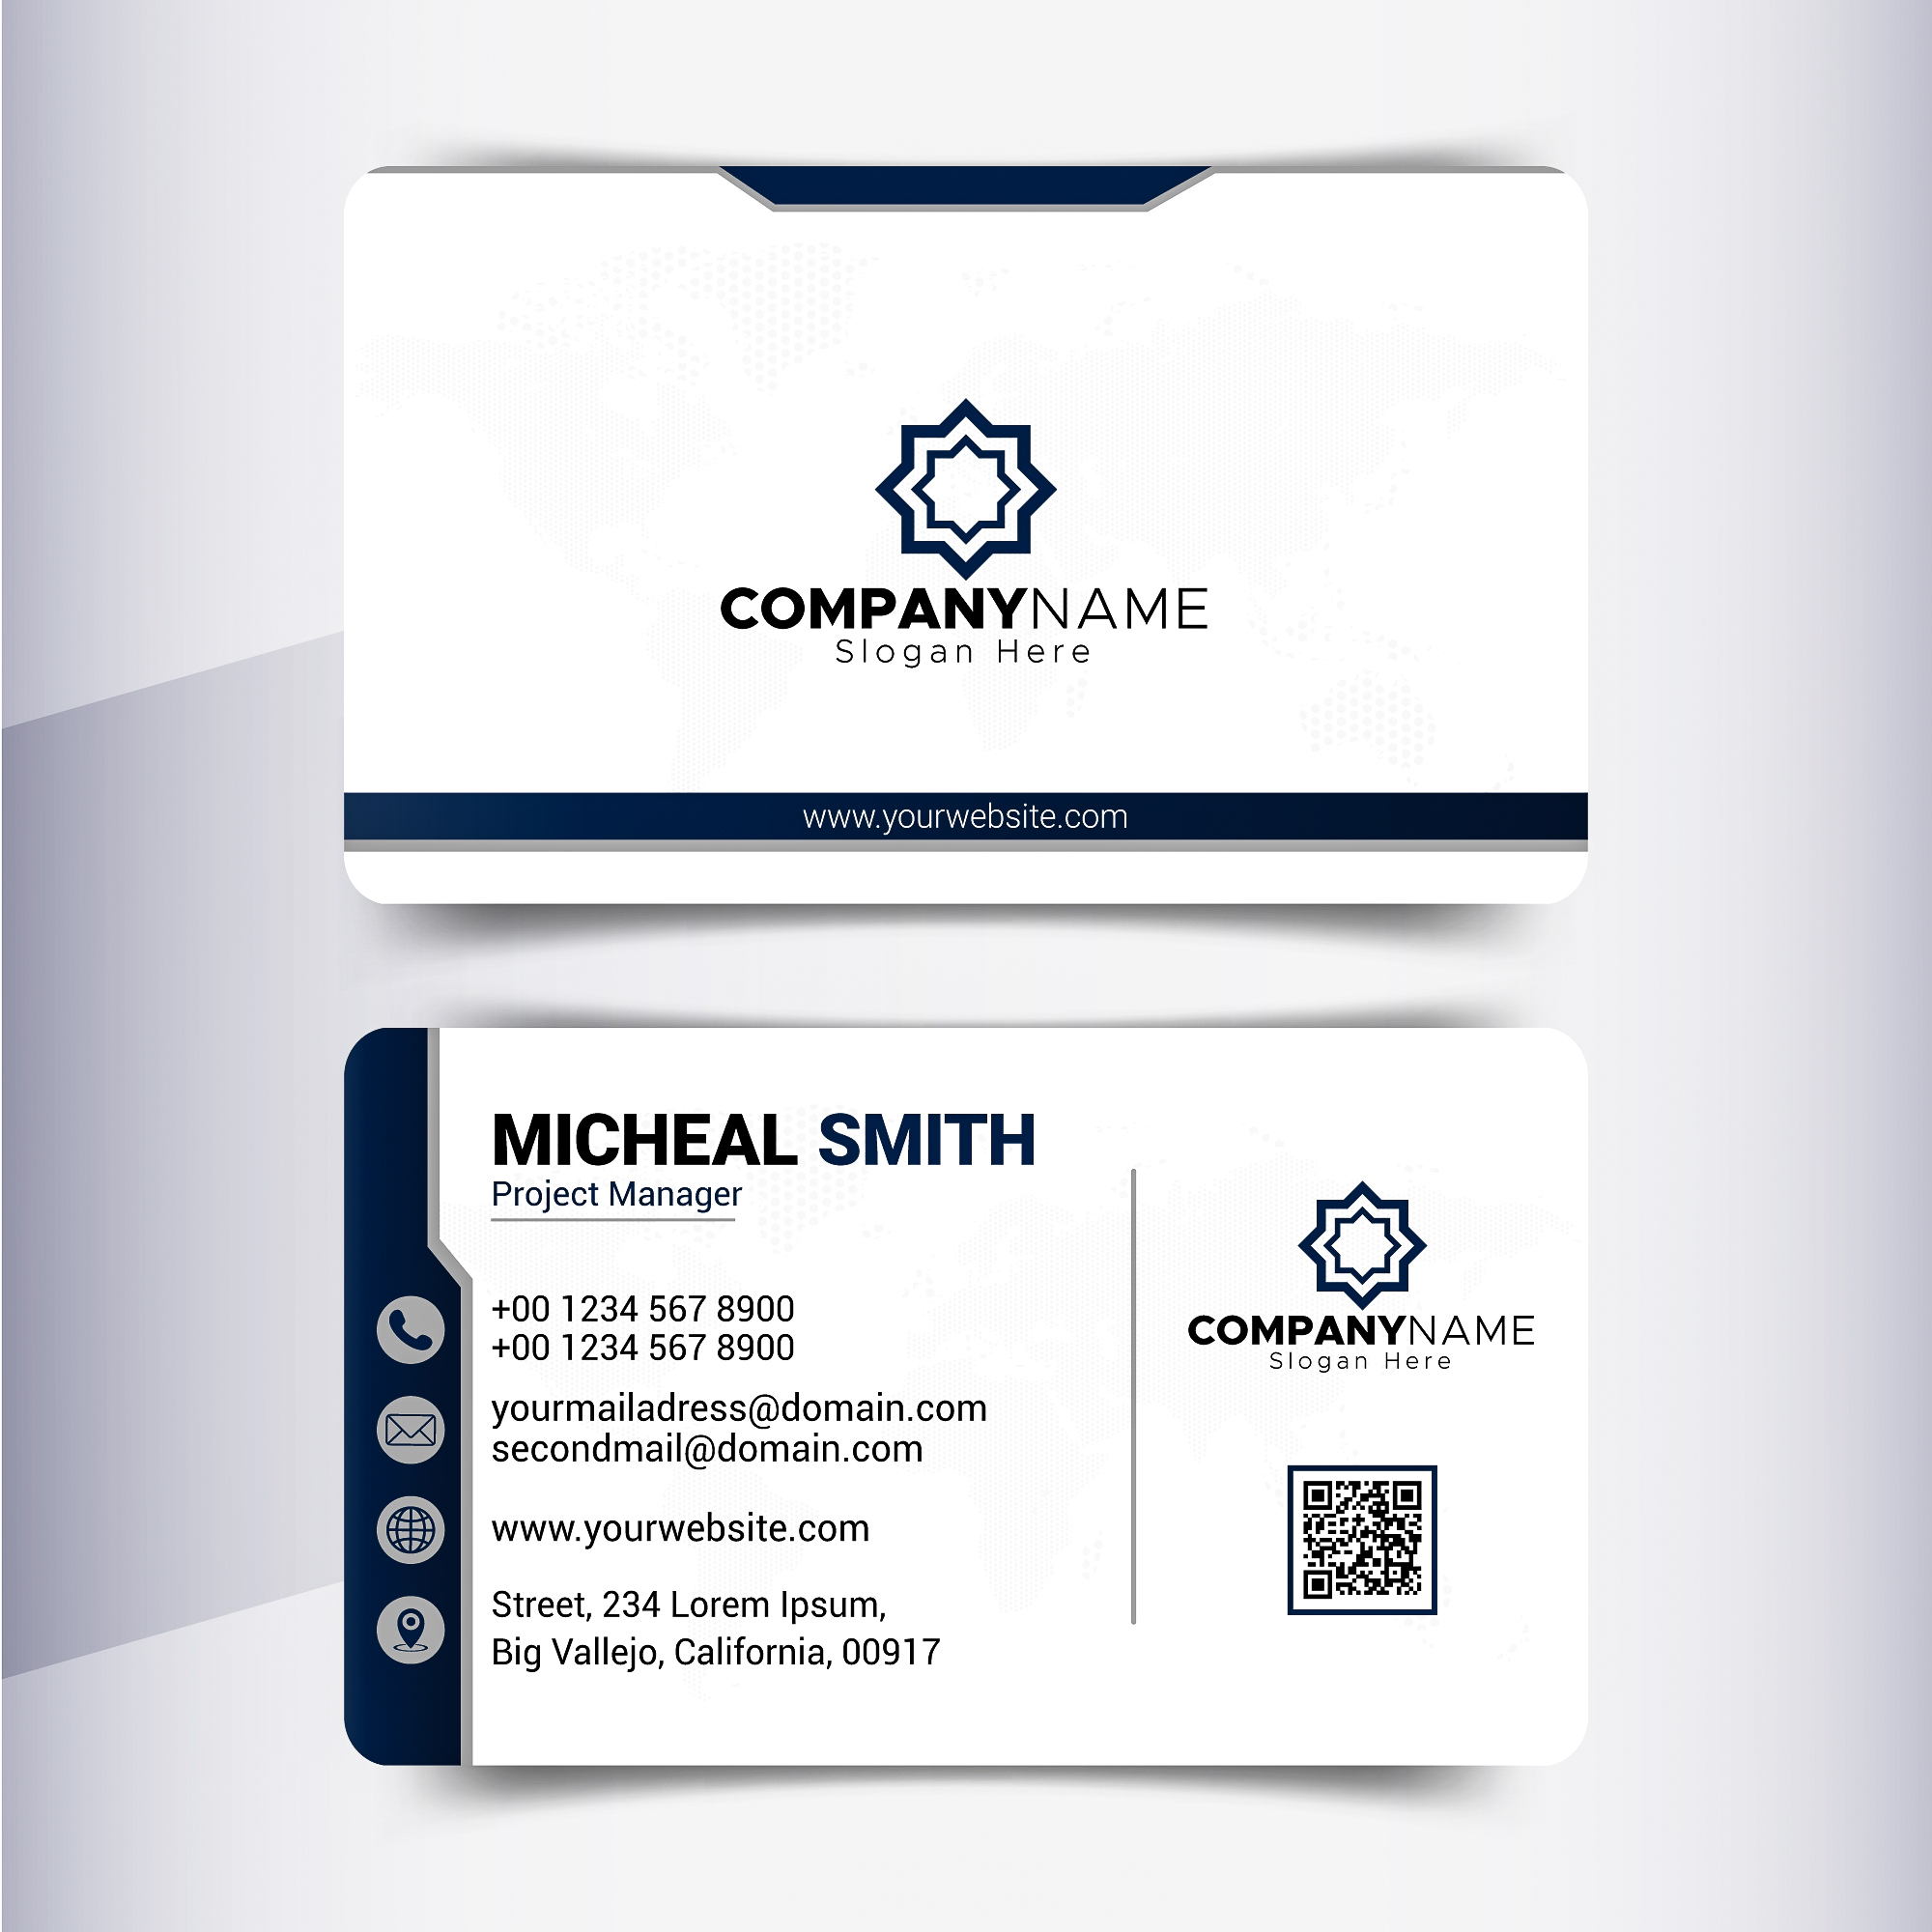 COMPANYNAME
Slogan Here
www.yourwebsite.com
MICHEAL SMITH
Project Manager
+00 1234 567 8900
+00 1234 567 8900
yourmailadress@domain.com
secondmail@domain.com
www.yourwebsite.com
Street, 234 Lorem Ipsum,
Big Vallejo, California, 00917
COMPANYNAME
Slogan Here